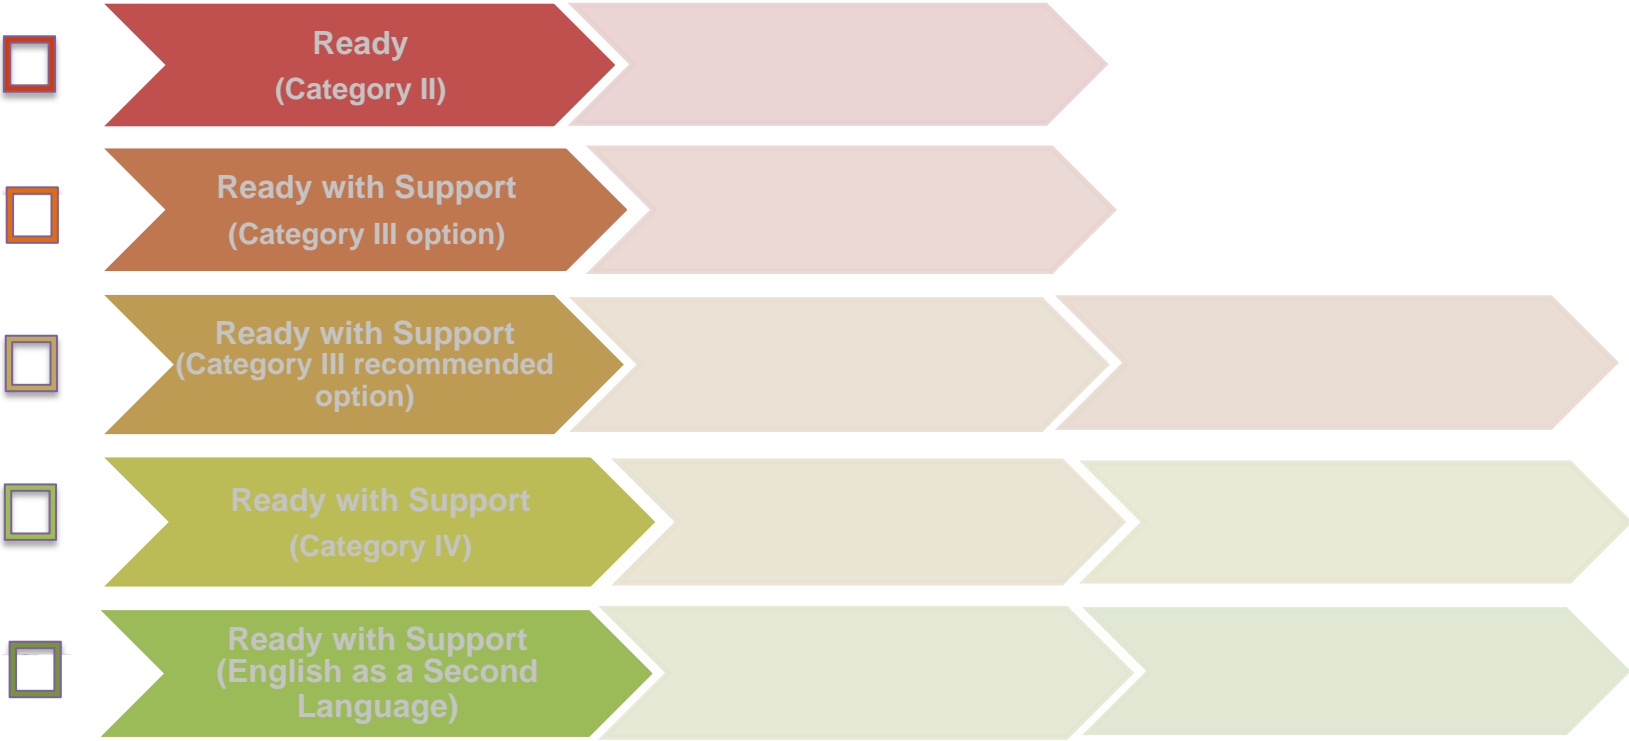 Ready
(Category II)
Ready with Support
(Category III option)
Ready with Support
(Category III recommended
option)
Ready with Support
(Category IV)
Ready with Support
(English as a Second
Language)